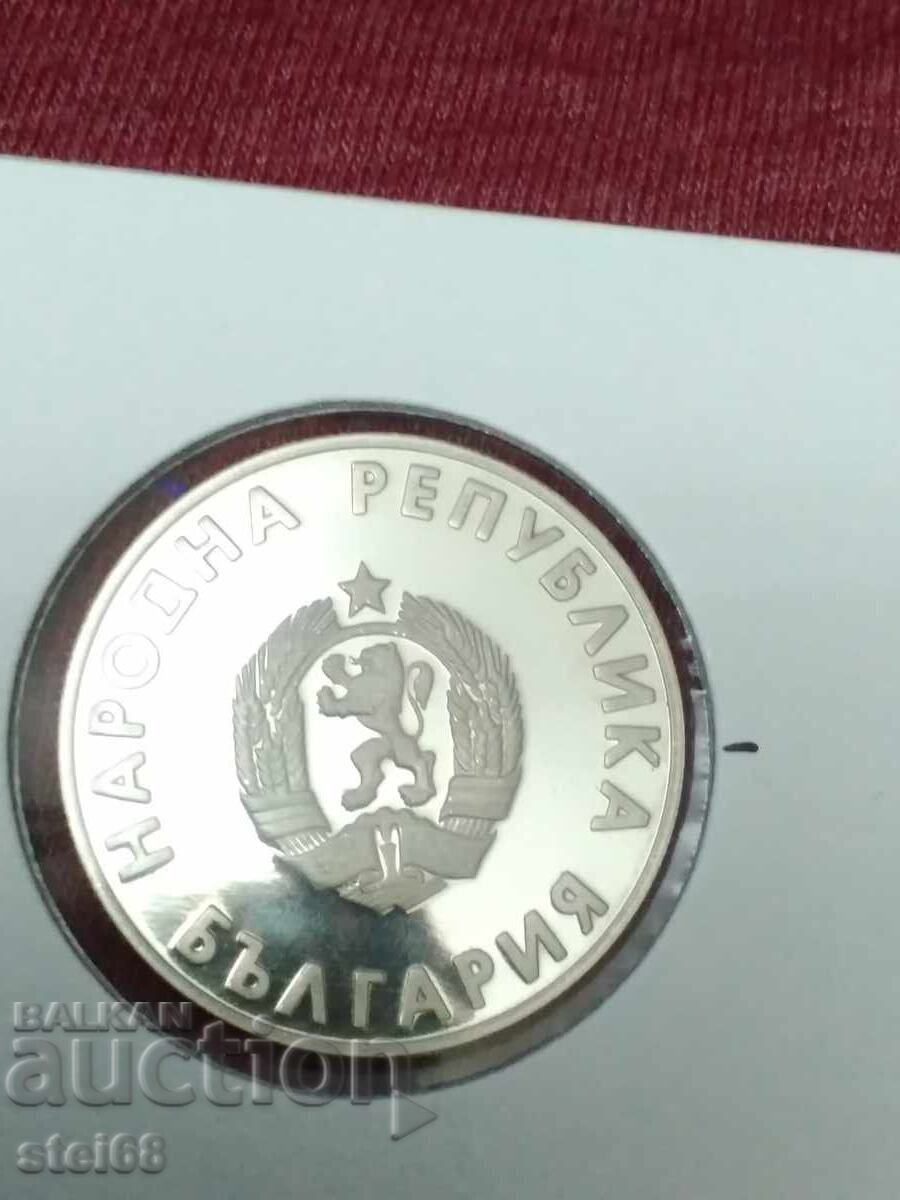 НАРОДНА РЕПУБЛИКА
БЪЛГАРИЯ
BALKAN
auction
stei68